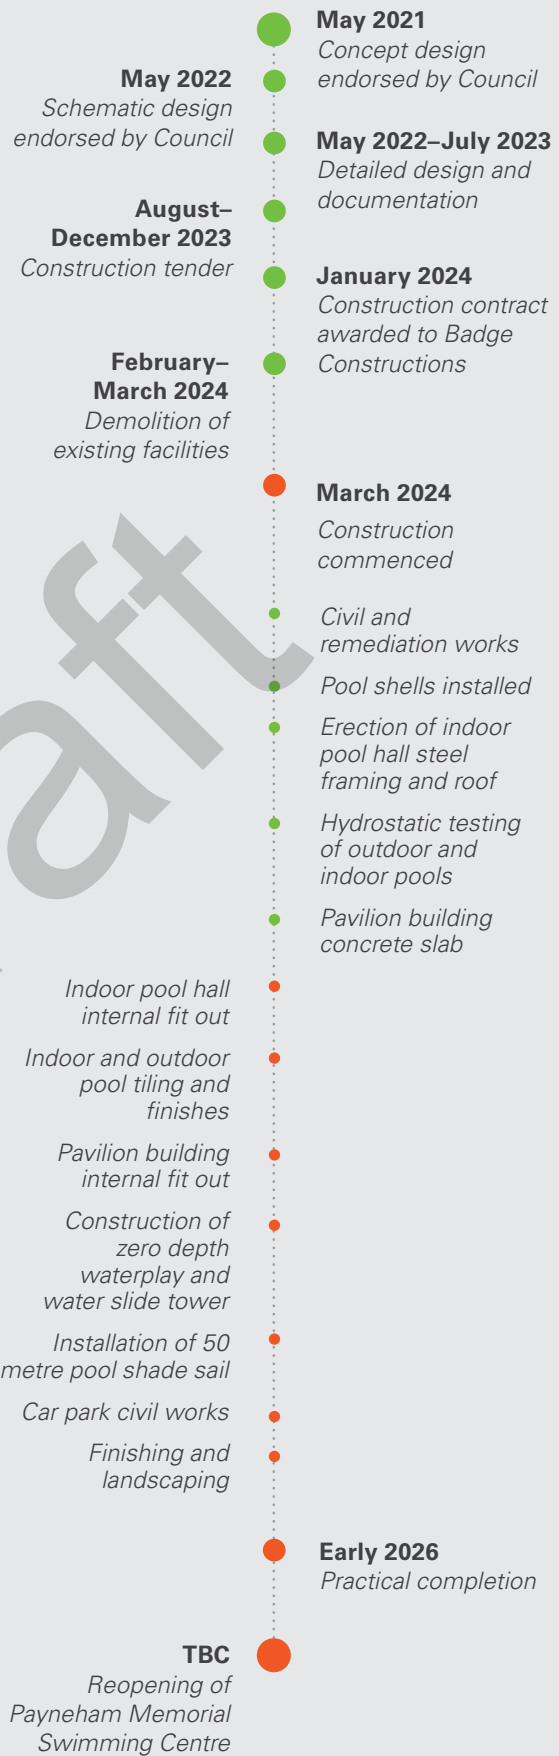 May 2021
Concept design
endorsed by Council
May 2022
Schematic design
endorsed by Council
May 2022–July 2023
Detailed design and
documentation
August–
December 2023
Construction tender
January 2024
Construction contract
awarded to Badge
Constructions
February–
March 2024
Demolition of
existing facilities
March 2024
Construction
commenced
Civil and
remediation works
Pool shells installed
Erection of indoor
pool hall steel
framing and roof
Hydrostatic testing
of outdoor and
indoor pools
Pavilion building
concrete slab
Indoor pool hall
internal fit out
Indoor and outdoor
pool tiling and
finishes
Pavilion building
internal fit out
Construction of
zero depth
waterplay and
water slide tower
Installation of 50
metre pool shade sail
Car park civil works
Finishing and
landscaping
Early 2026
Practical completion
TBC
Reopening of
Payneham Memorial
Swimming Centre
aft